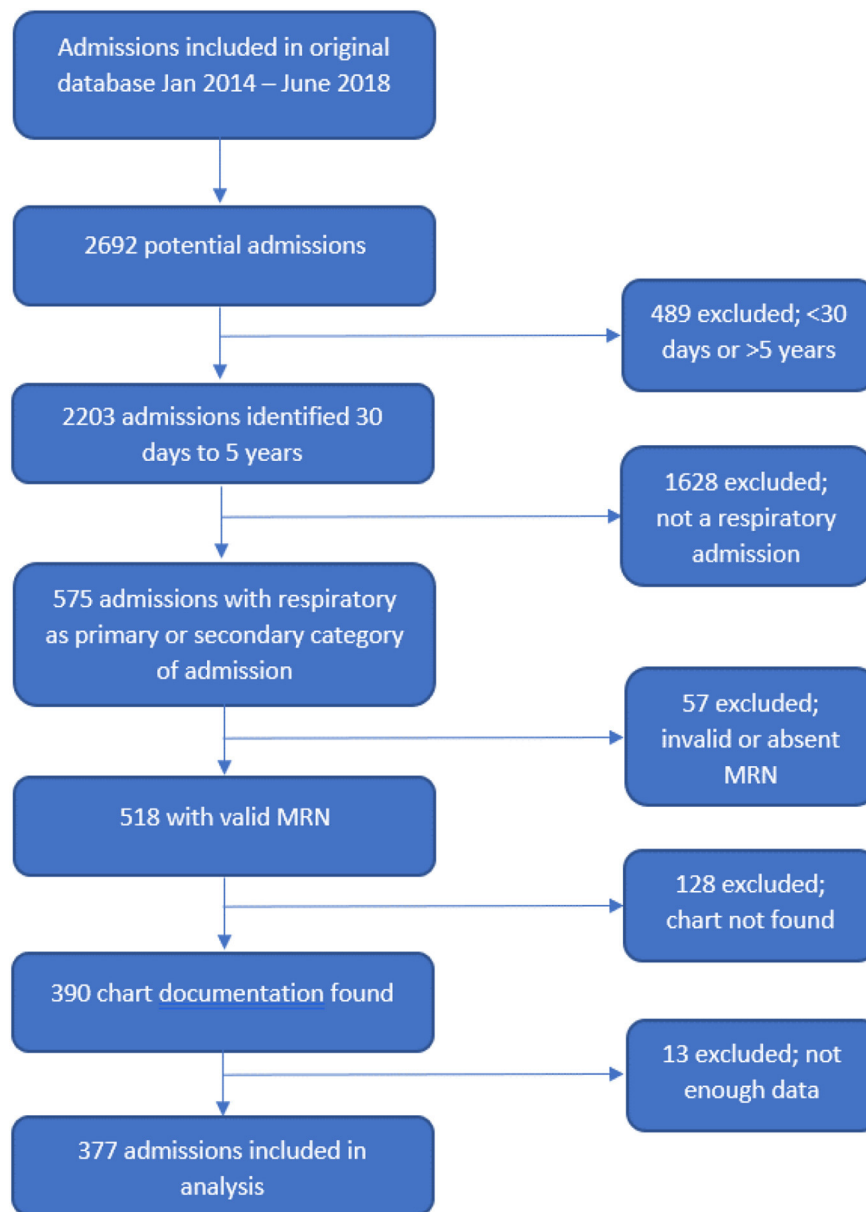 Admissions included in original
database Jan 2014 – June 2018
2692 potential admissions
489 excluded; <30
days or >5 years
2203 admissions identified 30
days to 5 years
1628 excluded;
not a respiratory
admission
575 admissions with respiratory
as primary or secondary category
of admission
57 excluded;
invalid or absent
MRN
518 with valid MRN
128 excluded;
chart not found
390 chart documentation found
13 excluded; not
enough data
377 admissions included in
analysis